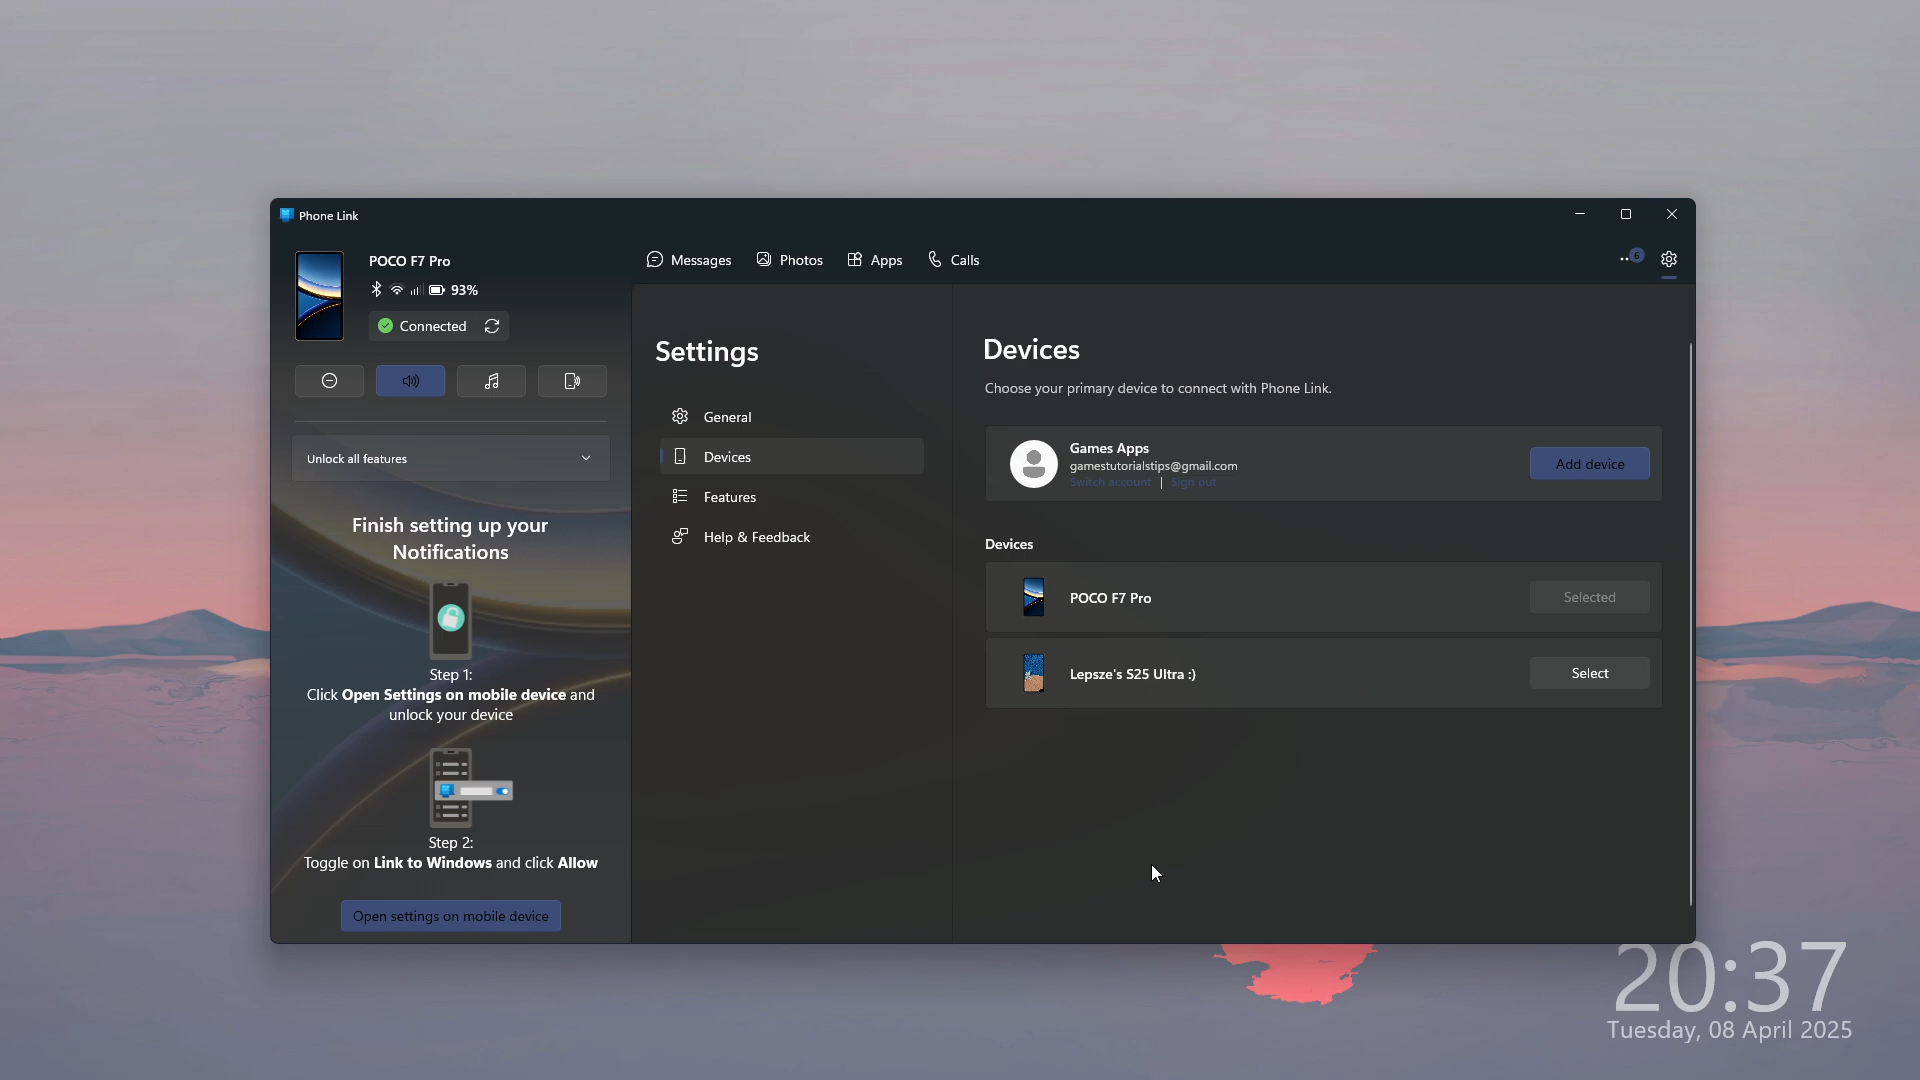 Phone Link
POCO F7 Pro
93%
Connected
Unlock all features
Finish setting up your
Notifications
Step 1:
Click Open Settings on mobile device and
unlock your device
Step 2:
Toggle on Link to Windows and click Allow
Open settings on mobile device
Messages
Photos
Apps
Calls
6
Settings
General
Devices
Features
Help & Feedback
Devices
Choose your primary device to connect with Phone Link.
Games Apps
gamestutorialstips@gmail.com
Switch account | Sign out
Add device
Devices
POCO F7 Pro
Selected
Lepsze's S25 Ultra :)
Select
20:37
Tuesday, 08 April 2025